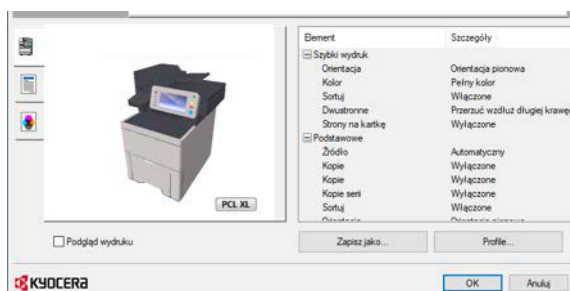 Element Szczegóły
Szybki wydruk
Orientacja Orientacja pionowa
Kolor Pełny kolor
Sortuj Włączone
Dwustronne Przerzuć wzdłuż długiej krawę
Strony na kartkę Wyłączone
Podstawowe
Źródło Automatyczny
Kopie Wyłączone
Kopie Wyłączone
Kopie serii Wyłączone
Sortuj Włączone
PCL XL
Podgląd wydruku
Zapisz jako... Profile...
KYOCERA
OK Anuluj